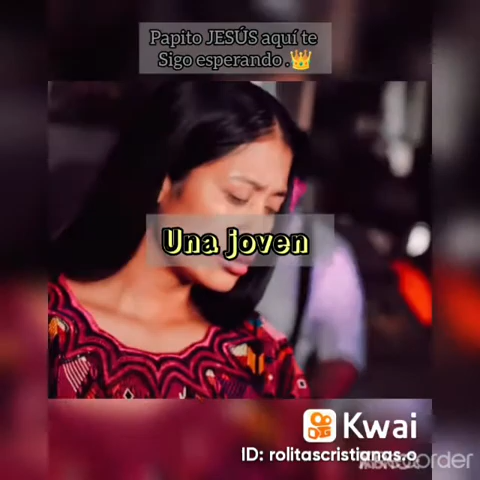 Papito JESÚS aquí te
Sigo esperando .👑
Una joven
Kwai
ID: rolitascristianas.o